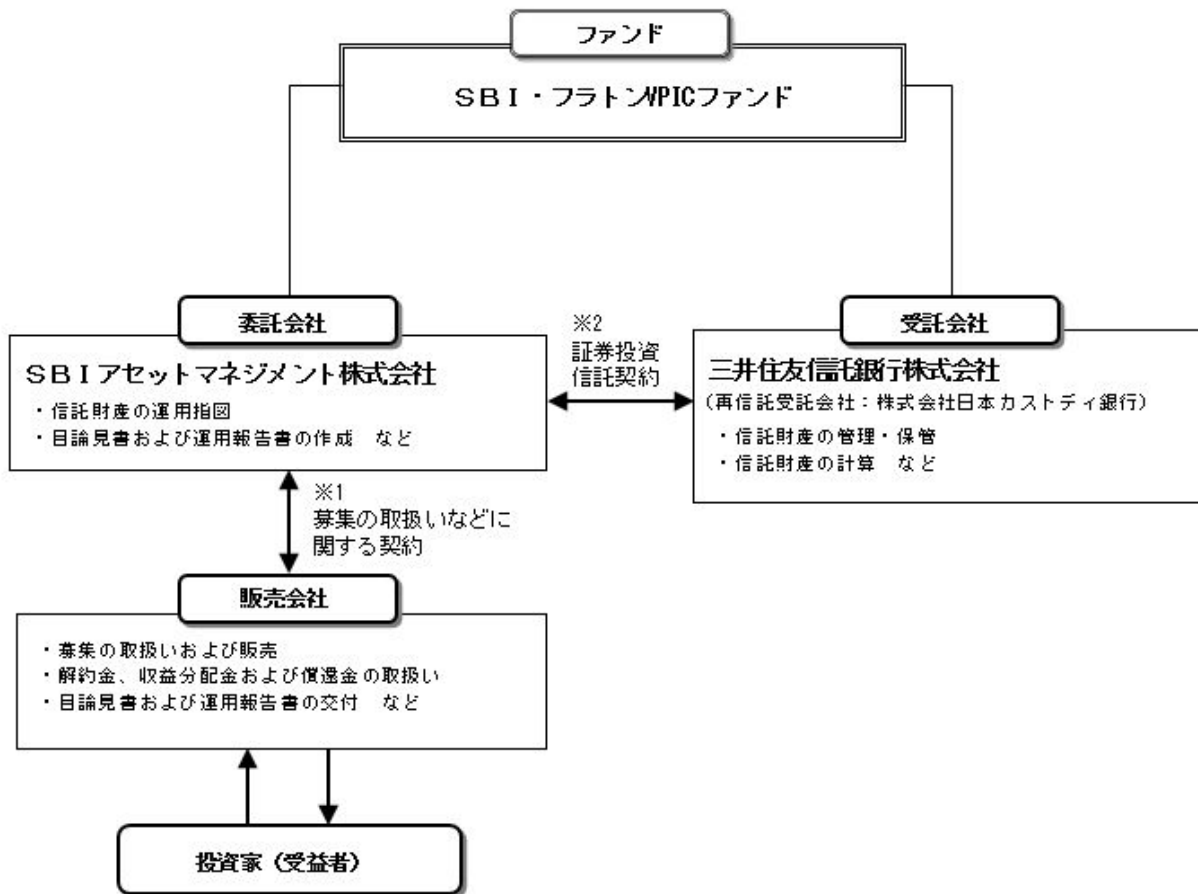 ファンド
ＳＢＩ・フラトンVPICファンド
委託会社
ＳＢＩアセットマネジメント株式会社
・信託財産の運用指図
・目論見書および運用報告書の作成　など
※2
証券投資
信託契約
受託会社
三井住友信託銀行株式会社
（再信託受託会社：株式会社日本カストディ銀行）
・信託財産の管理・保管
・信託財産の計算　など
※1
募集の取扱いなどに
関する契約
販売会社
・募集の取扱いおよび販売
・解約金、収益分配金および償還金の取扱い
・目論見書および運用報告書の交付　など
投資家（受益者）